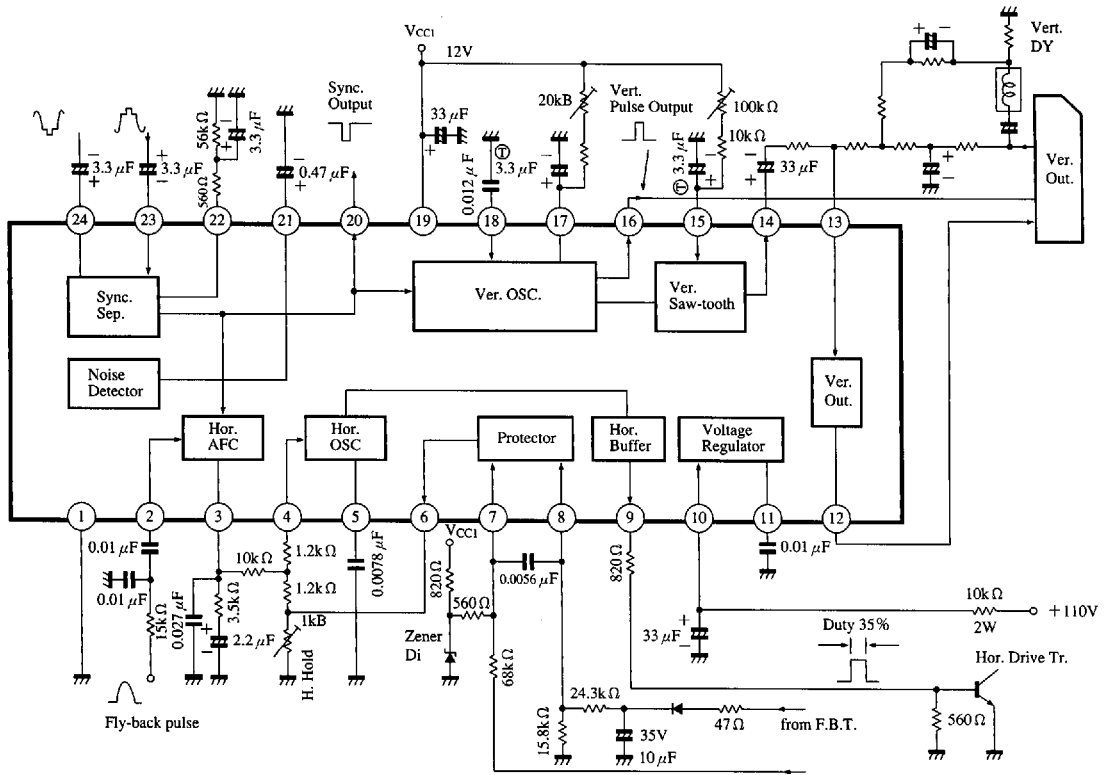 Vcc1
12V
Sync.
Output
Vert.
Pulse Output
Vert.
DY
56kΩ
3.3 µF
560Ω
3.3 µF
3.3 µF
0.47 µF
33 µF
0.012 µF
Ⓣ
3.3 µF
20kB
Ⓣ 3.3 µF
100kΩ
10kΩ
33 µF
Ver.
Out.
24
23
22
21
20
19
18
17
16
15
14
13
Sync.
Sep.
Ver. OSC.
Ver.
Saw-tooth
Noise
Detector
Ver.
Out.
Hor.
AFC
Hor.
OSC
Protector
Hor.
Buffer
Voltage
Regulator
1
2
3
4
5
6
7
8
9
10
11
12
0.01 µF
0.01 µF
15kΩ
0.027 µF
10kΩ
3.5kΩ
2.2 µF
1.2kΩ
1.2kΩ
1kB
H. Hold
0.0078 µF
Vcc1
820Ω
560Ω
Zener
Di
68kΩ
0.0056 µF
820Ω
0.01 µF
33 µF
10kΩ
2W
+110V
Duty 35%
Hor. Drive Tr.
24.3kΩ
15.8kΩ
35V
10 µF
47Ω
from F.B.T.
560Ω
Fly-back pulse